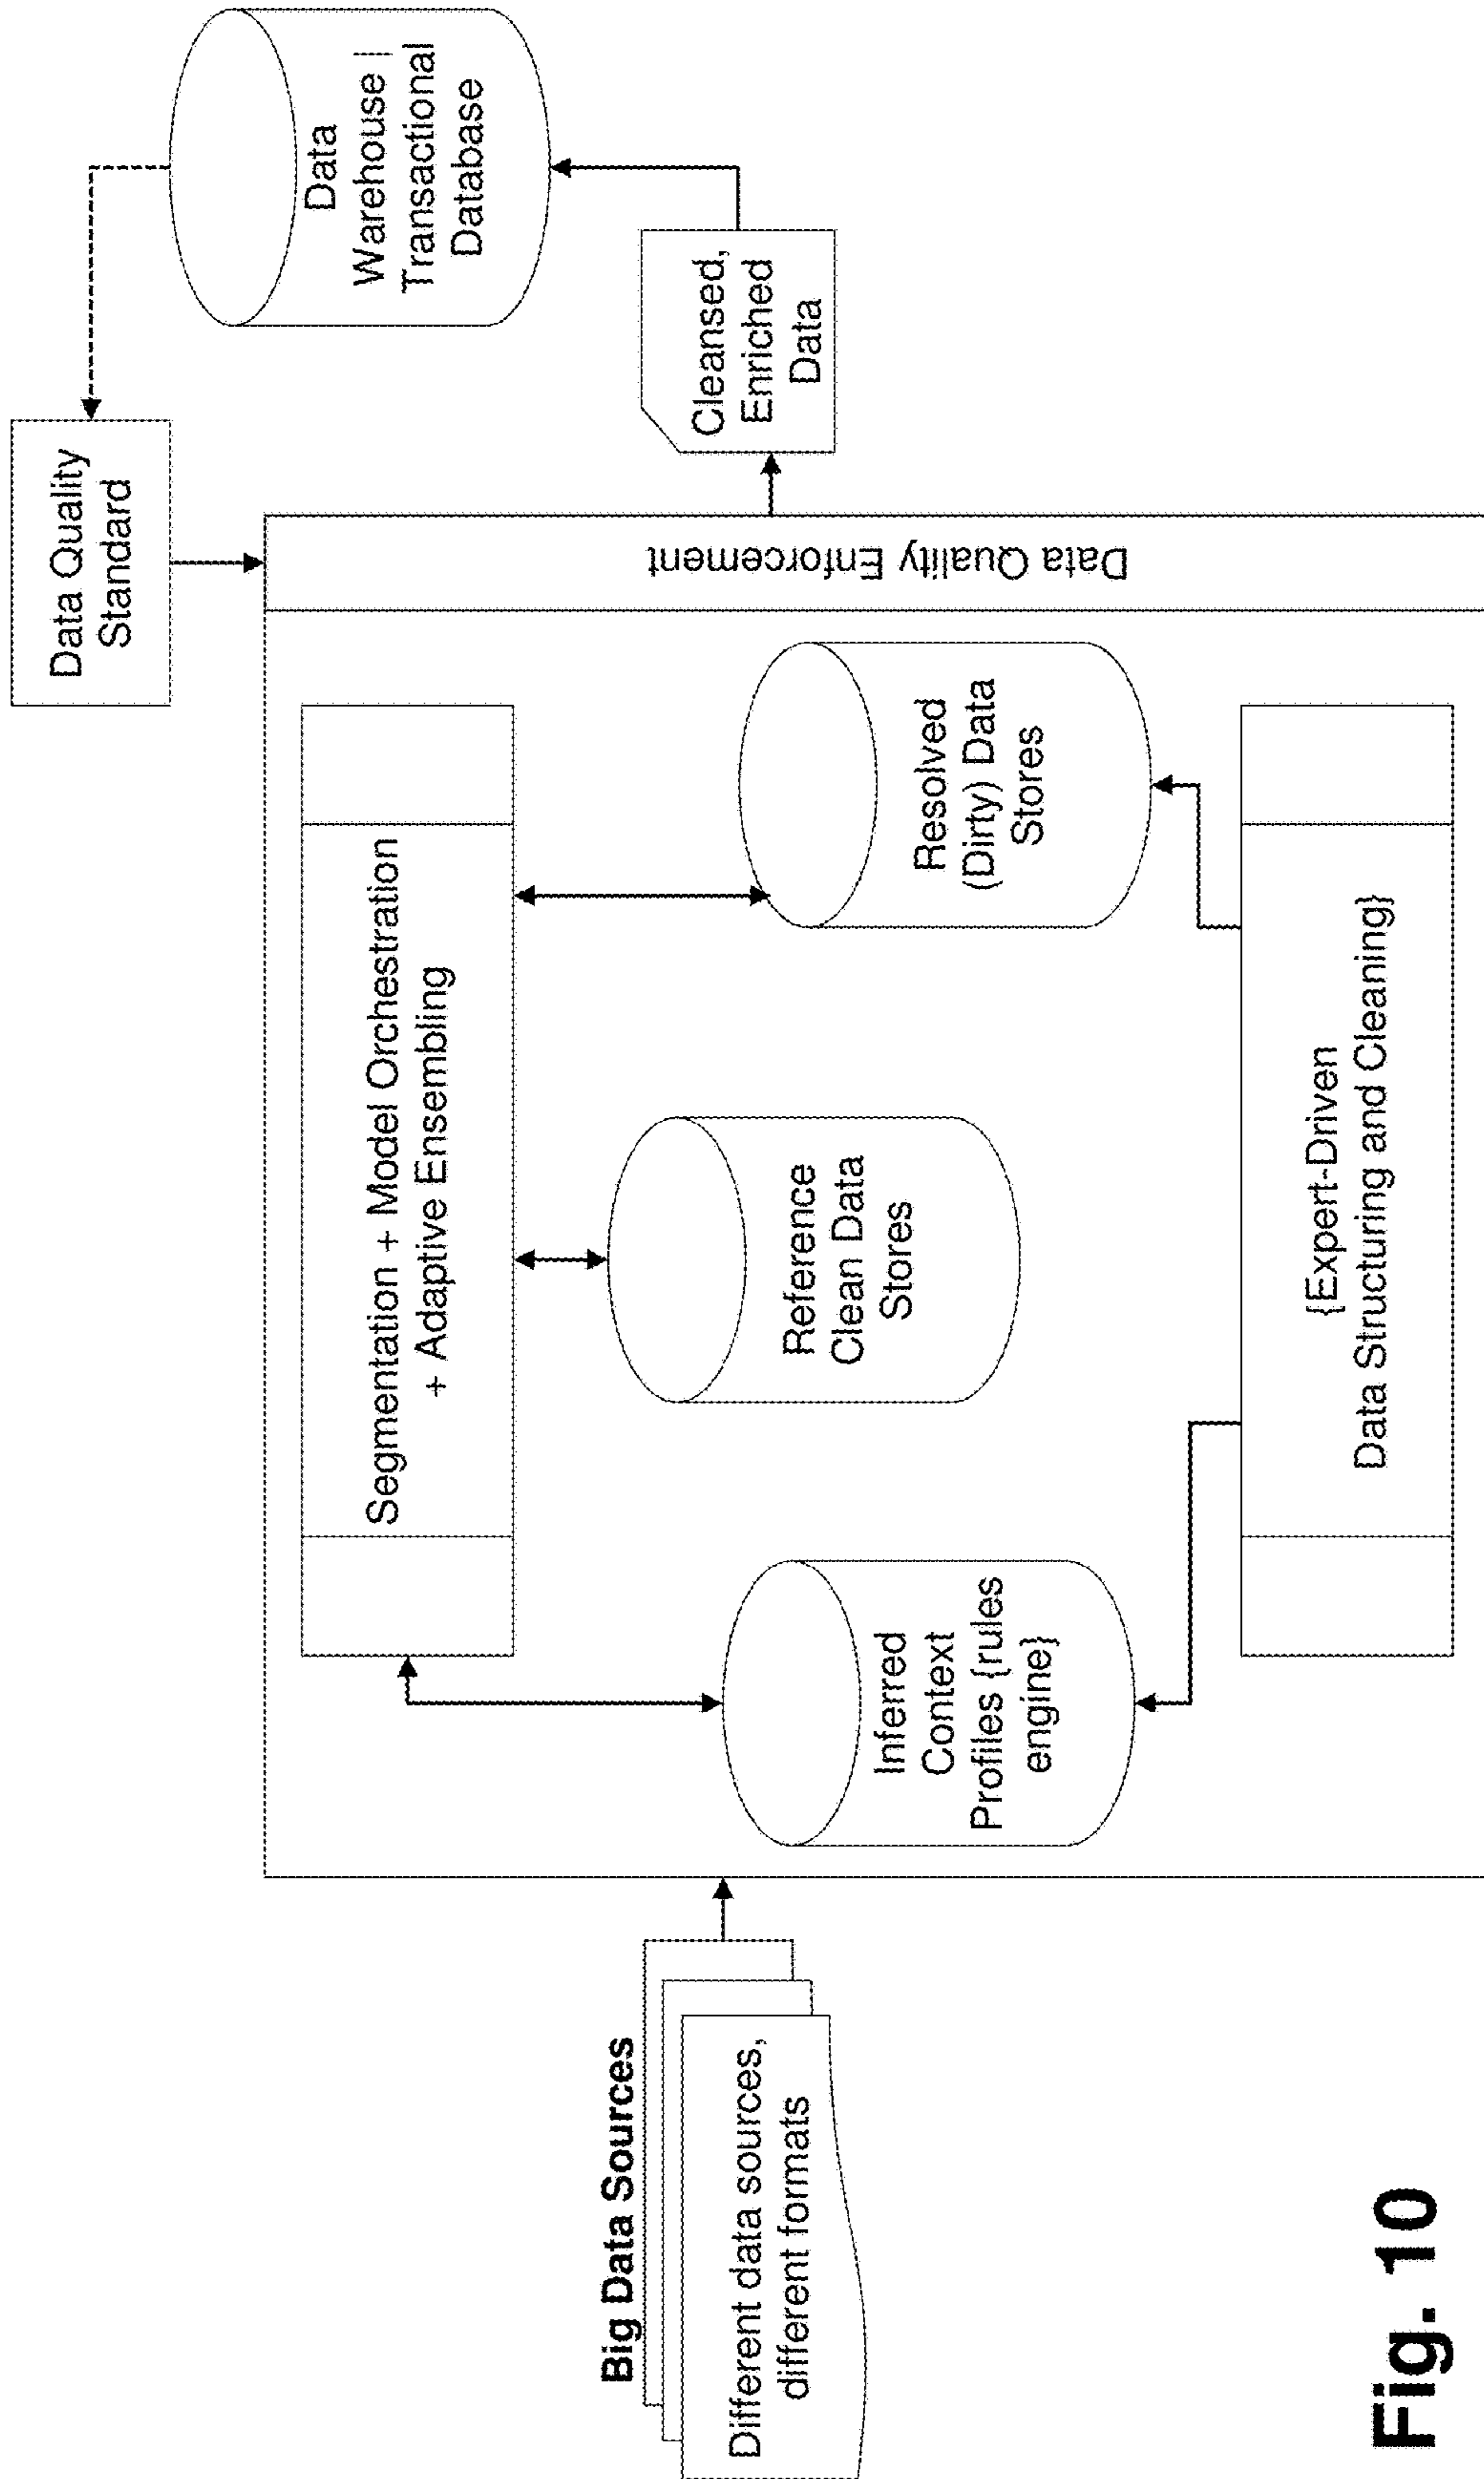 Big Data Sources
Different data sources,
different formats
Segmentation + Model Orchestration
+ Adaptive Ensembling
Inferred
Context
Profiles {rules
engine}
Reference
Clean Data
Stores
Resolved
(Dirty) Data
Stores
{Expert-Driven
Data Structuring and Cleaning}
Data Quality Enforcement
Data Quality
Standard
Cleansed,
Enriched
Data
Data
Warehouse |
Transactional
Database
Fig. 10